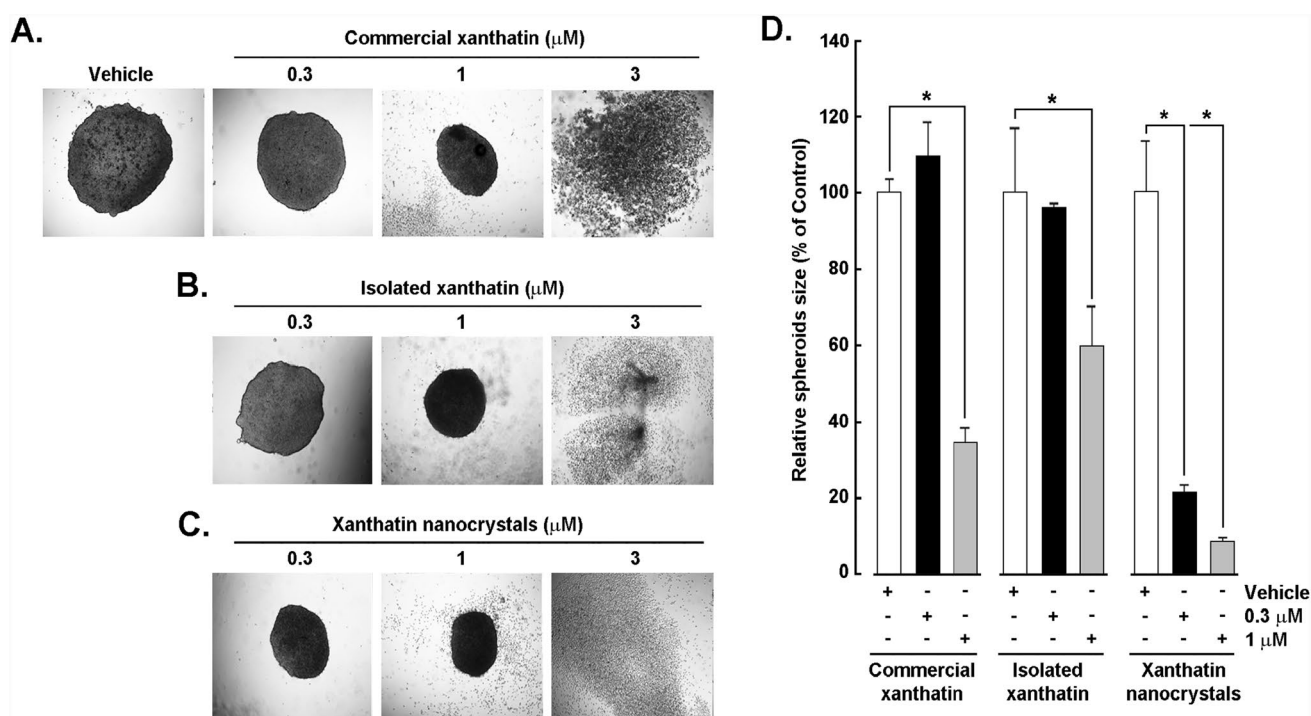 A.
Commercial xanthatin (μM)
Vehicle 0.3 1 3
B.
Isolated xanthatin (μM)
0.3 1 3
C.
Xanthatin nanocrystals (μM)
0.3 1 3
D.
Relative spheroids size (% of Control)
140
120
100
80
60
40
20
0
* * * *
+ - - + - - + - - Vehicle
- + - - + - - + - 0.3 μM
- - + - - + - - + 1 μM
Commercial xanthatin
Isolated xanthatin
Xanthatin nanocrystals